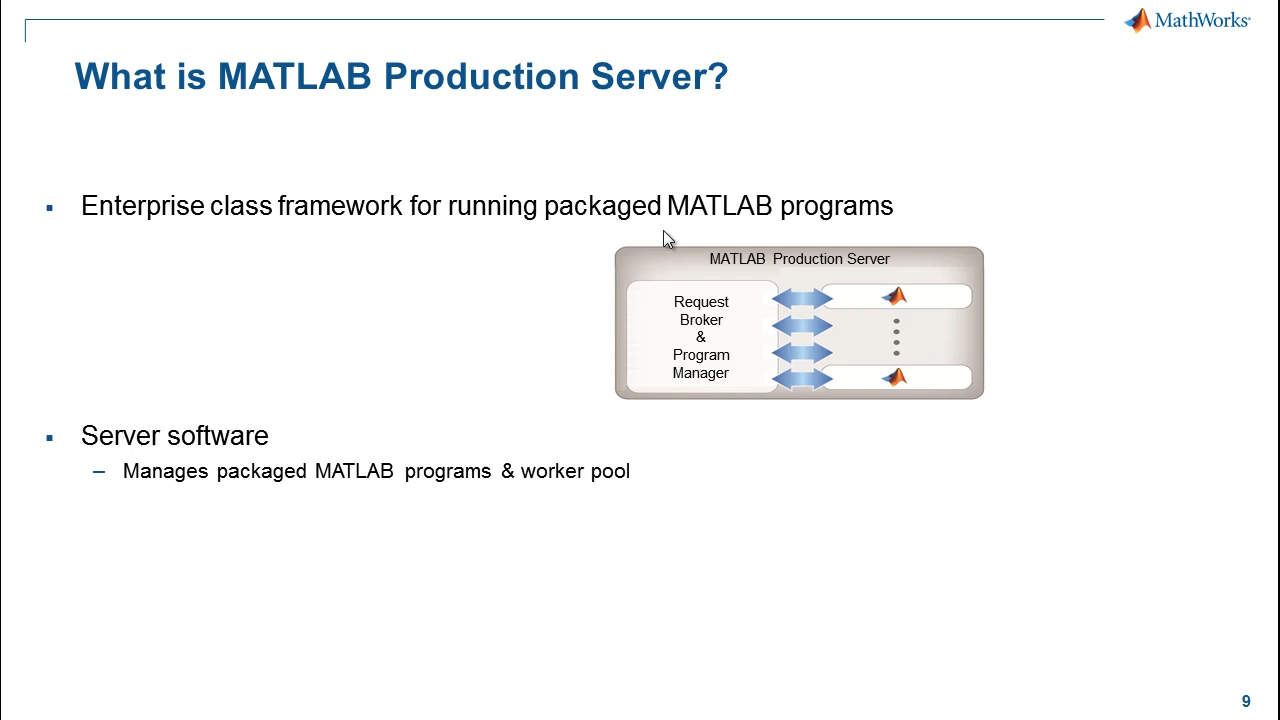 MathWorks®
What is MATLAB Production Server?
Enterprise class framework for running packaged MATLAB programs
MATLAB Production Server
Request
Broker
&
Program
Manager
Server software
– Manages packaged MATLAB programs & worker pool
9